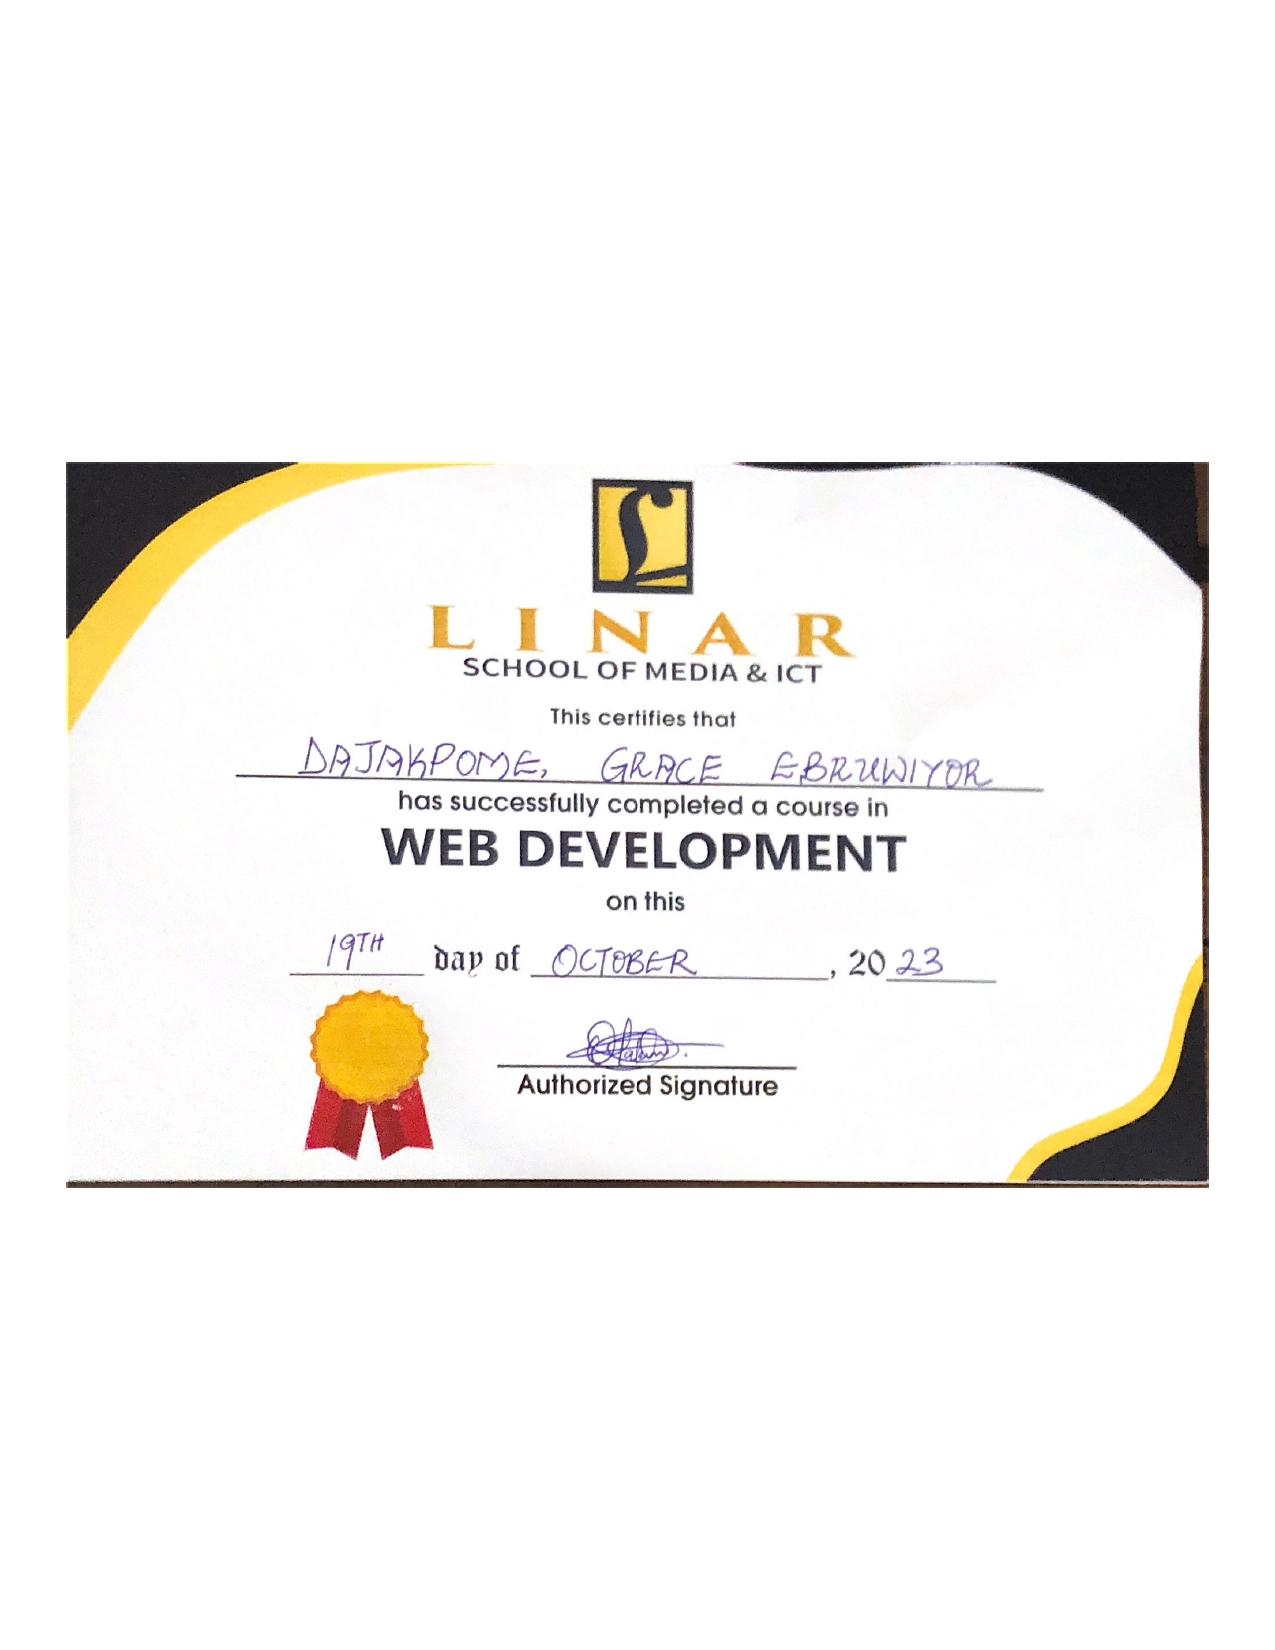 LINAR
SCHOOL OF MEDIA & ICT
This certifies that
DAJAKPOME, GRACE EBRUWIYOR
has successfully completed a course in
WEB DEVELOPMENT
on this
19TH day of OCTOBER, 2023
Authorized Signature